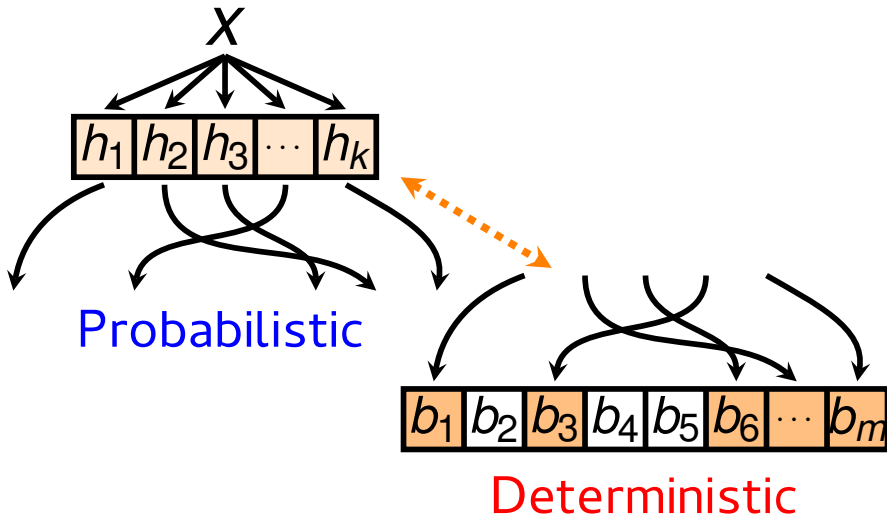 x
h1 h2 h3 ... hk
Probabilistic
b1 b2 b3 b4 b5 b6 ... bm
Deterministic